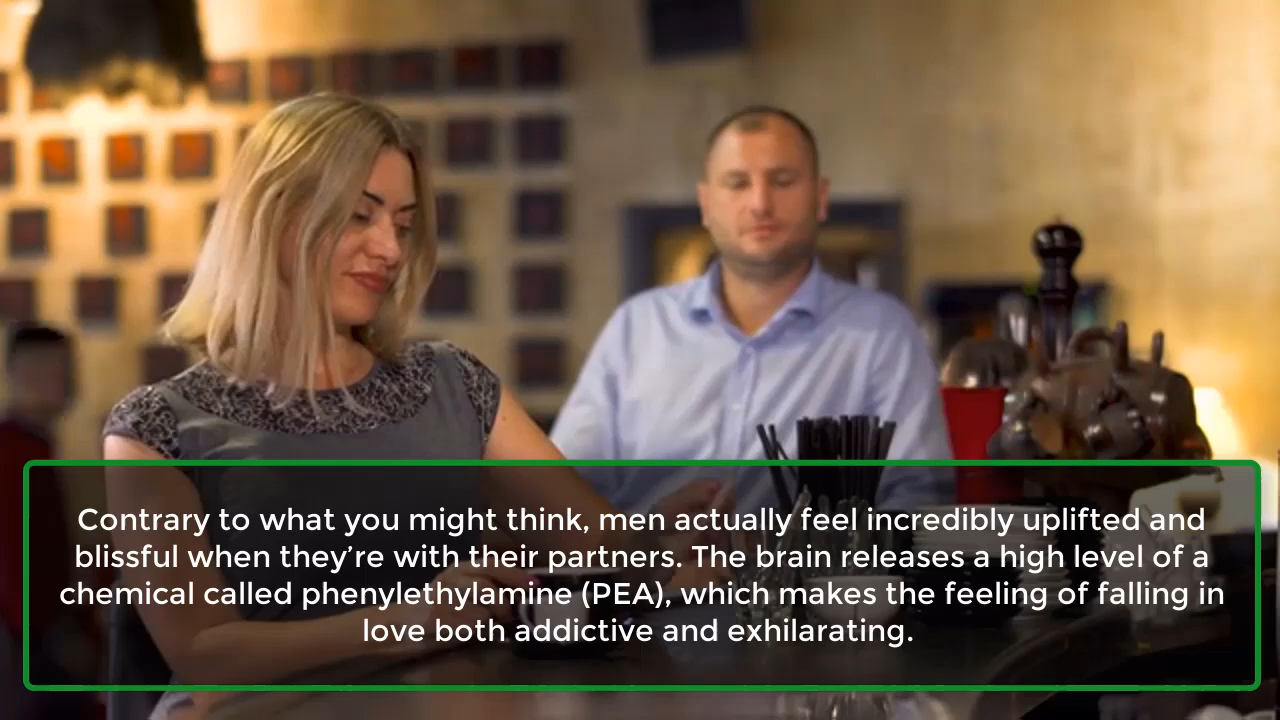 Contrary to what you might think, men actually feel incredibly uplifted and
blissful when they’re with their partners. The brain releases a high level of a
chemical called phenylethylamine (PEA), which makes the feeling of falling in
love both addictive and exhilarating.